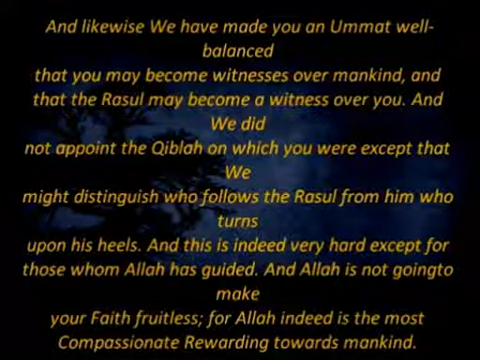 And likewise We have made you an Ummat well-
balanced
that you may become witnesses over mankind, and
that the Rasul may become a witness over you. And
We did
not appoint the Qiblah on which you were except that
We
might distinguish who follows the Rasul from him who
turns
upon his heels. And this is indeed very hard except for
those whom Allah has guided. And Allah is not goingto
make
your Faith fruitless; for Allah indeed is the most
Compassionate Rewarding towards mankind.